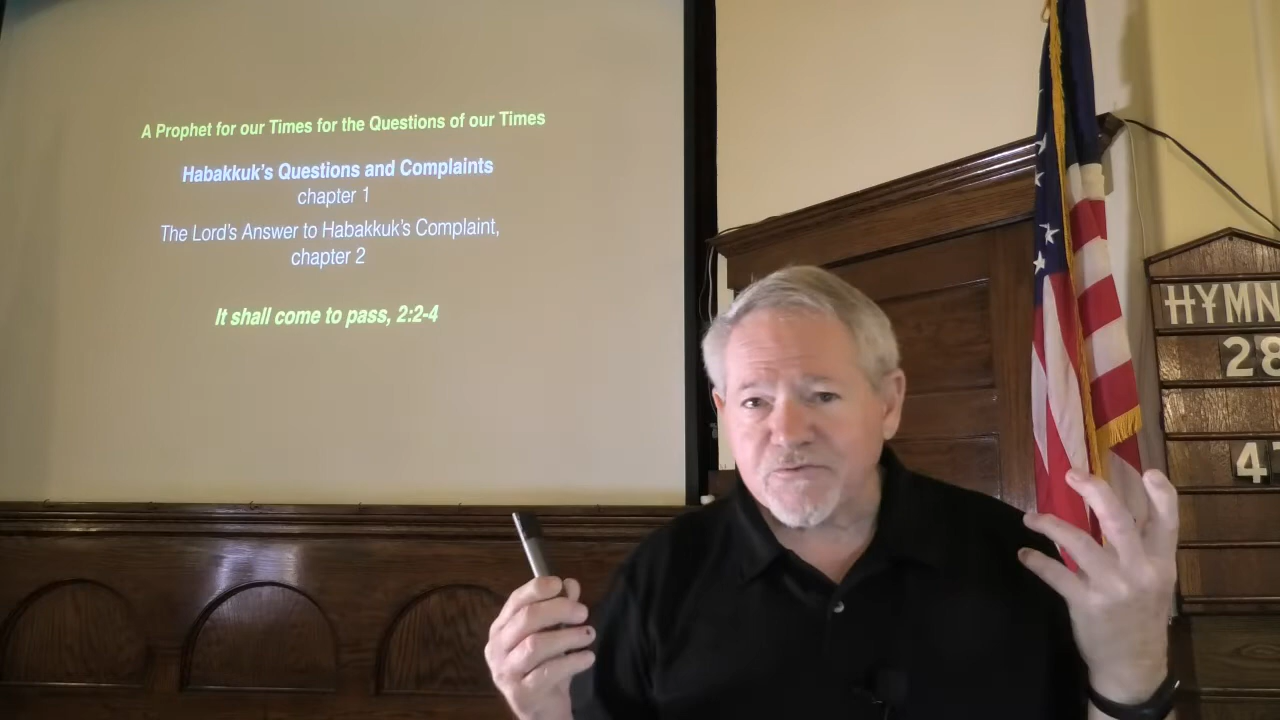 A Prophet for our Times for the Questions of our Times
Habakkuk's Questions and Complaints
chapter 1
The Lord's Answer to Habakkuk's Complaint,
chapter 2
It shall come to pass, 2:2-4
HYMN
28
4